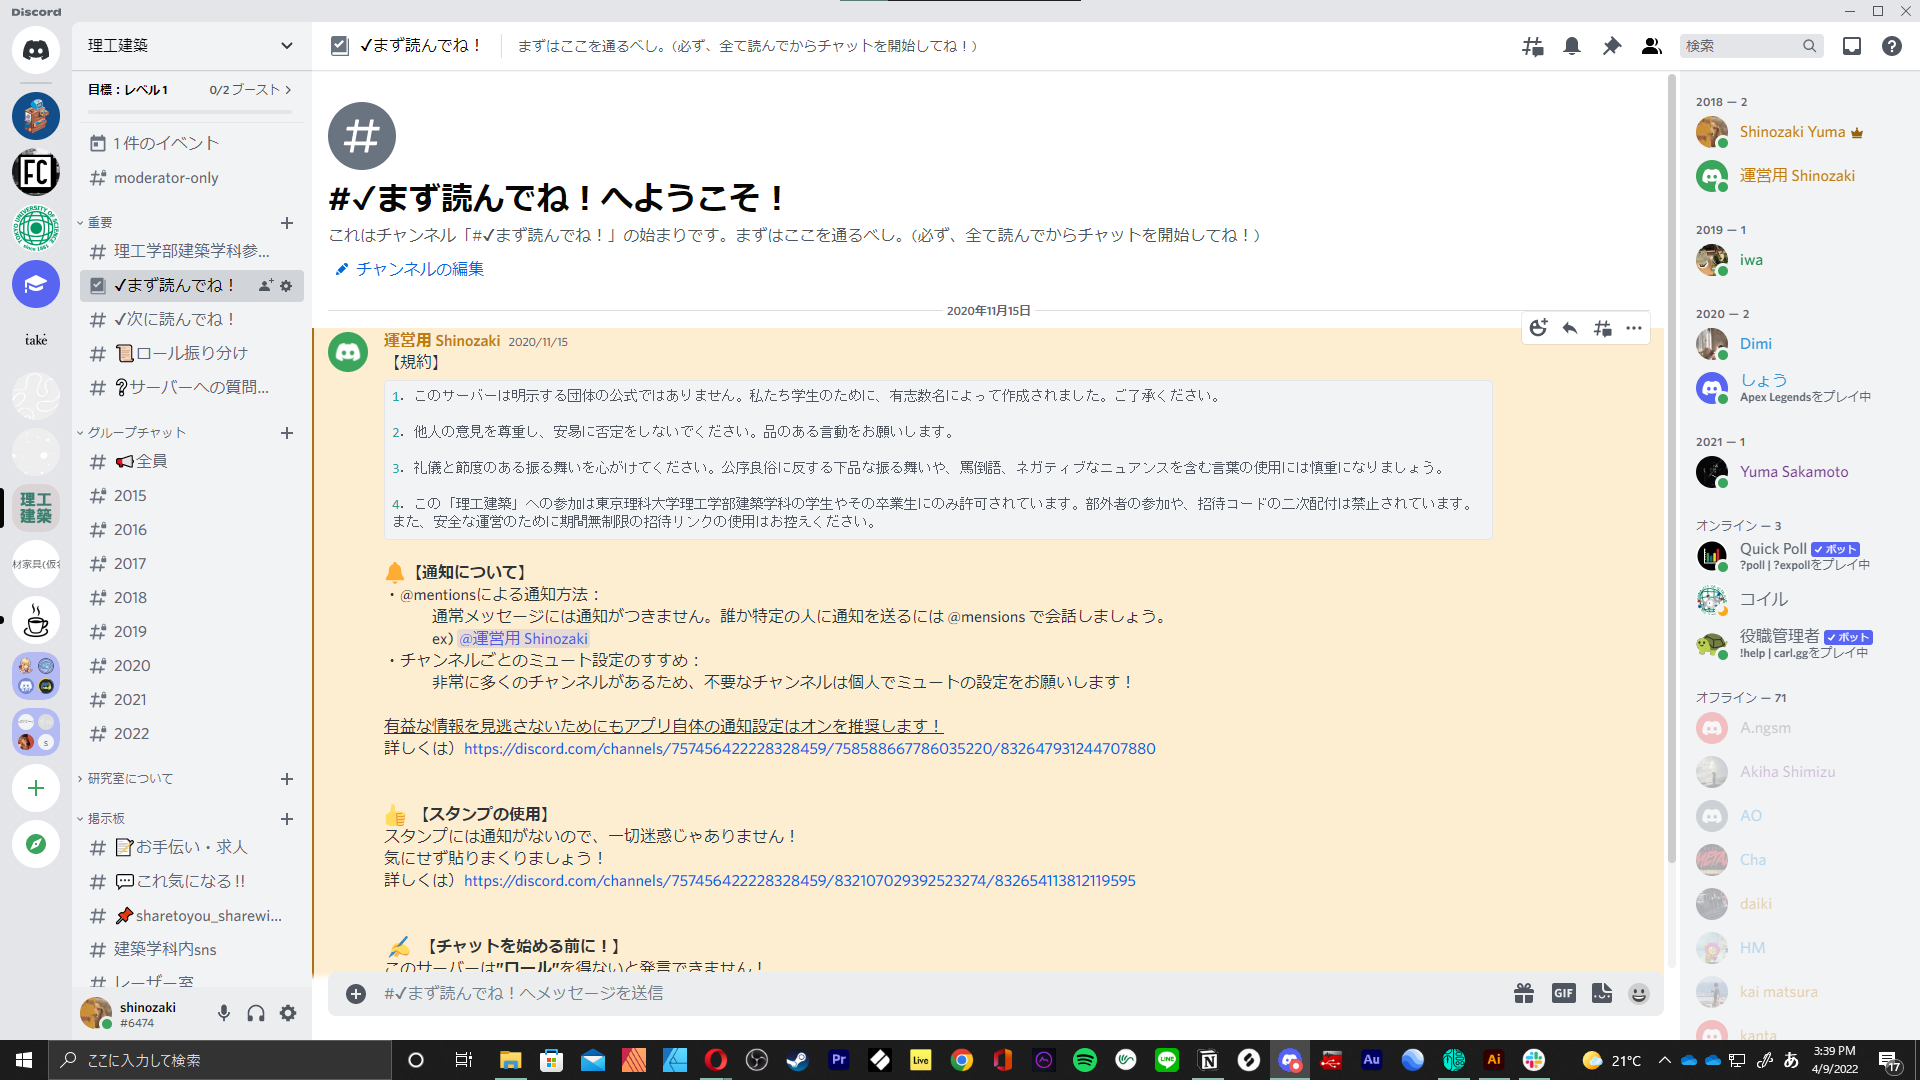 Discord
理工建築
✓まず読んでね！
まずはここを通るべし。（必ず、全て読んでからチャットを開始してね！）
検索
目標：レベル1
0/2 ブースト
1 件のイベント
moderator-only
重要
理工学部建築学科参...
✓まず読んでね！
✓次に読んでね！
📜ロール振り分け
❔サーバーへの質問...
グループチャット
📢全員
2015
2016
2017
2018
2019
2020
2021
2022
研究室について
掲示板
📝お手伝い・求人
💬これ気になる!!
📌sharetoyou_sharewi...
建築学科内sns
レーザー室
shinozaki
#6474
FC
TOKYO UNIVERSITY OF SCIENCE
since 1881
také
理工
建築
材家具(仮
#✓まず読んでね！へようこそ！
これはチャンネル「#✓まず読んでね！」の始まりです。まずはここを通るべし。（必ず、全て読んでからチャットを開始してね！）
チャンネルの編集
2020年11月15日
運営用 Shinozaki 2020/11/15
【規約】
1. このサーバーは明示する団体の公式ではありません。私たち学生のために、有志数名によって作成されました。ご了承ください。
2. 他人の意見を尊重し、安易に否定をしないでください。品のある言動をお願いします。
3. 礼儀と節度のある振る舞いを心がけてください。公序良俗に反する下品な振る舞いや、罵倒語、ネガティブなニュアンスを含む言葉の使用には慎重になりましょう。
4. この「理工建築」への参加は東京理科大学理工学部建築学科の学生やその卒業生にのみ許可されています。部外者の参加や、招待コードの二次配付は禁止されています。
また、安全な運営のために期間無制限の招待リンクの使用はお控えください。
🔔【通知について】
・@mentionsによる通知方法：
通常メッセージには通知がつきません。誰か特定の人に通知を送るには @mensions で会話しましょう。
ex) @運営用 Shinozaki
・チャンネルごとのミュート設定のすすめ：
非常に多くのチャンネルがあるため、不要なチャンネルは個人でミュートの設定をお願いします！
有益な情報を見逃さないためにもアプリ自体の通知設定はオンを推奨します！
詳しくは）https://discord.com/channels/757456422228328459/758588667786035220/832647931244707880
👍【スタンプの使用】
スタンプには通知がないので、一切迷惑じゃありません！
気にせず貼りまくりましょう！
詳しくは）https://discord.com/channels/757456422228328459/832107029392523274/832654113812119595
✍【チャットを始める前に！】
このサーバーは"ロール"を得ないと発言できません！
#✓まず読んでね！へメッセージを送信
GIF
2018 — 2
Shinozaki Yuma
運営用 Shinozaki
2019 — 1
iwa
2020 — 2
Dimi
しょう
Apex Legendsをプレイ中
2021 — 1
Yuma Sakamoto
オンライン — 3
Quick Poll ✓ボット
?poll | ?expollをプレイ中
コイル
役職管理者 ✓ボット
!help | carl.ggをプレイ中
オフライン — 71
A.ngsm
Akiha Shimizu
AO
Cha
daiki
HM
kai matsura
kanta
ここに入力して検索
Pr
Live
LINE
Au
Ai
21°C
あ
3:39 PM
4/9/2022
17